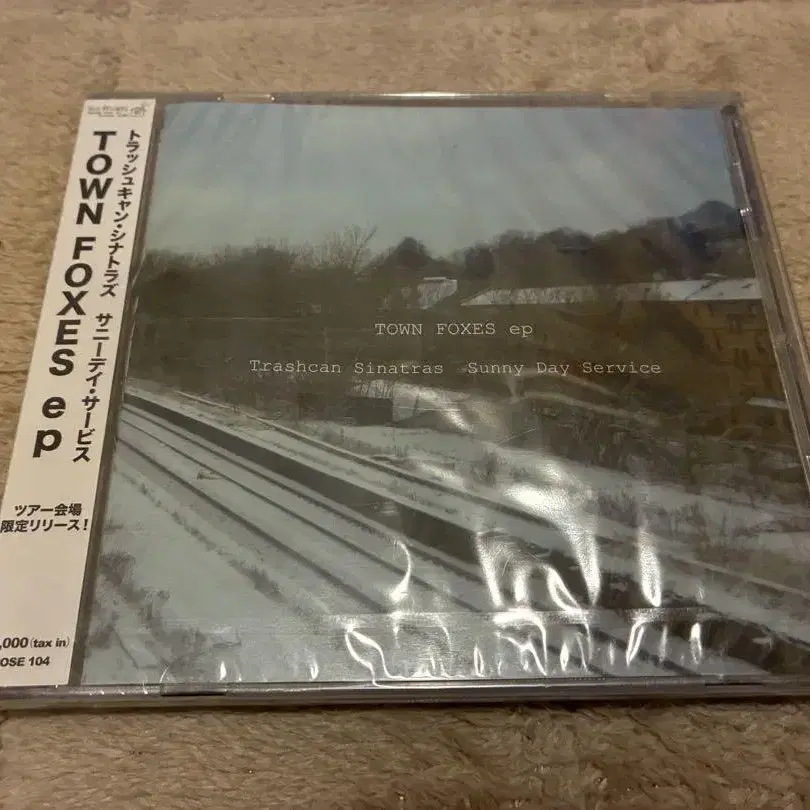 トラッシュキャン・シナトラズ サニーデイ・サービス
TOWN FOXES ep
ツアー会場
限定リリース!
,000(tax in)
OSE 104
TOWN FOXES ep
Trashcan Sinatras Sunny Day Service